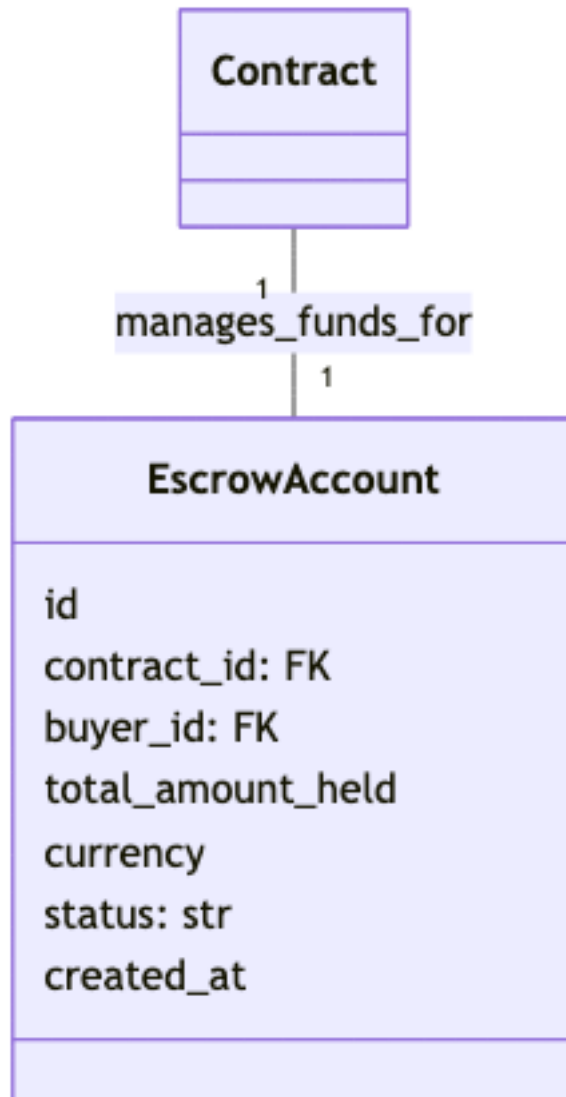 Contract
1
manages_funds_for
1
EscrowAccount
id
contract_id: FK
buyer_id: FK
total_amount_held
currency
status: str
created_at